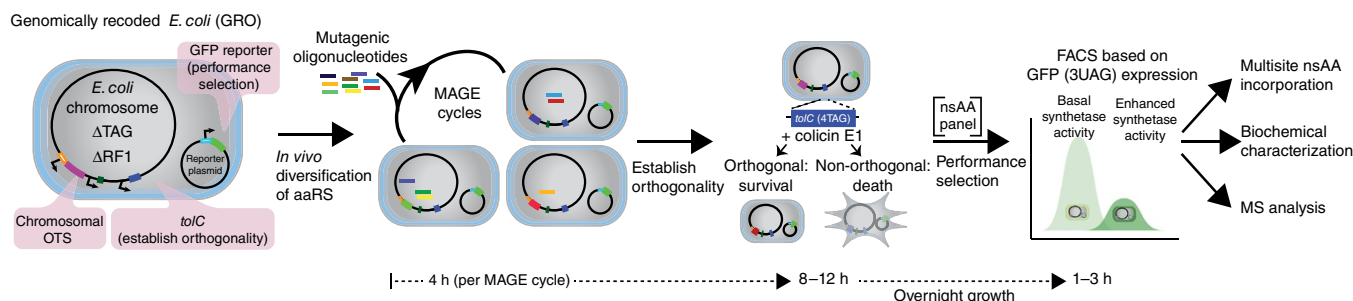 Genomically recoded E. coli (GRO)
GFP reporter
(performance
selection)
E. coli
chromosome
ΔTAG
ΔRF1
Reporter
plasmid
Chromosomal
OTS
tolC
(establish orthogonality)
In vivo
diversification
of aaRS
Mutagenic
oligonucleotides
MAGE
cycles
Establish
orthogonality
tolC (4TAG)
+ colicin E1
Orthogonal:
survival
Non-orthogonal:
death
nsAA
panel
Performance
selection
FACS based on
GFP (3UAG) expression
Basal
synthetase
activity
Enhanced
synthetase
activity
Multisite nsAA
incorporation
Biochemical
characterization
MS analysis
4 h (per MAGE cycle)
8–12 h
Overnight growth
1–3 h